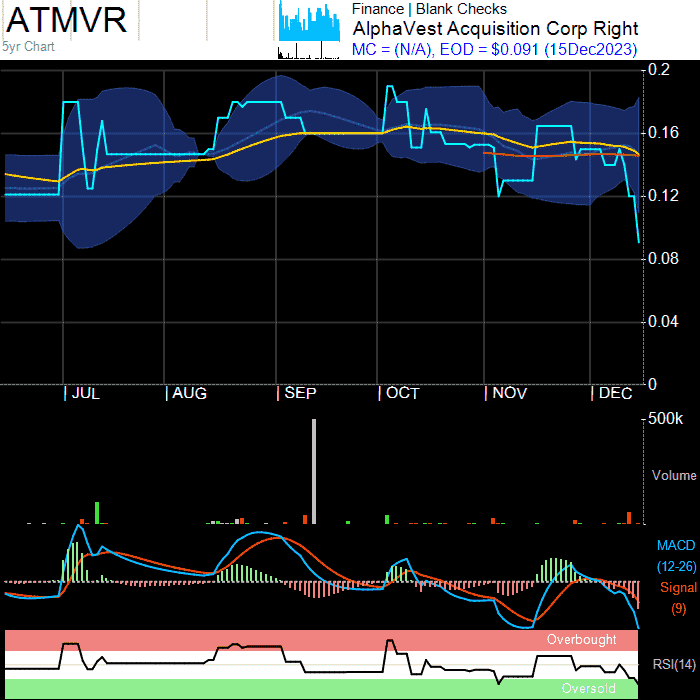 ATMVR
5yr Chart
Finance | Blank Checks
AlphaVest Acquisition Corp Right
MC = (N/A), EOD = $0.091 (15Dec2023)
0.2
0.16
0.12
0.08
0.04
0
| JUL | AUG | SEP | OCT | NOV | DEC
500k
Volume
MACD
(12-26)
Signal
(9)
Overbought
RSI(14)
Oversold